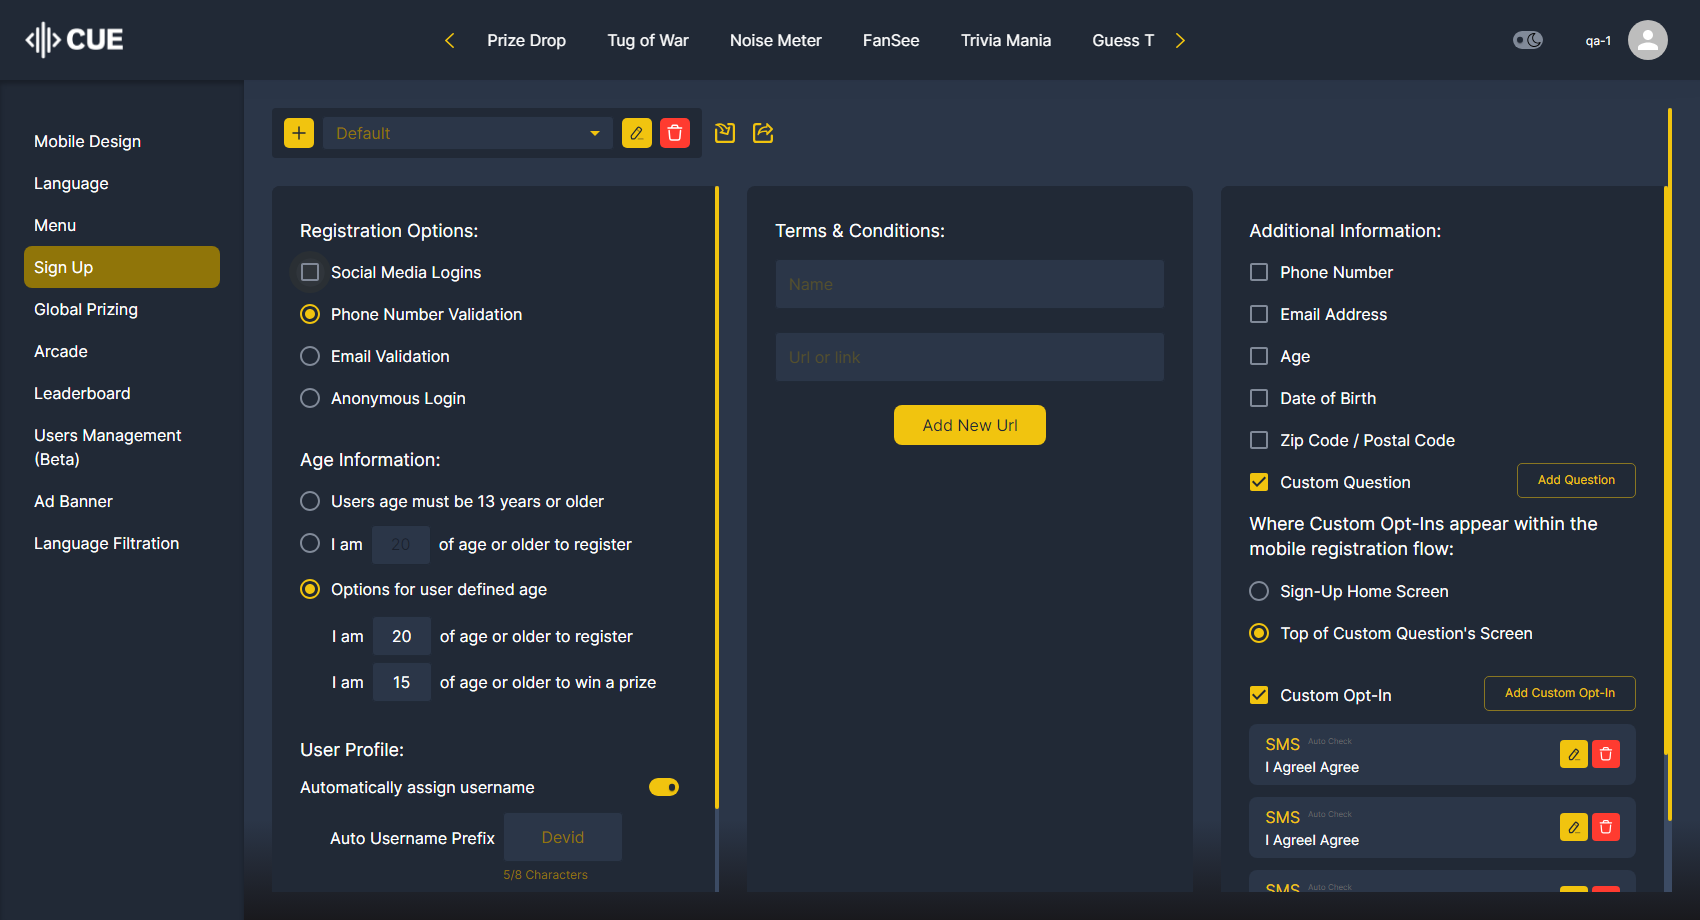 CUE
Prize Drop
Tug of War
Noise Meter
FanSee
Trivia Mania
Guess T
qa-1
Mobile Design
Language
Menu
Sign Up
Global Prizing
Arcade
Leaderboard
Users Management
(Beta)
Ad Banner
Language Filtration
Default
Registration Options:
Social Media Logins
Phone Number Validation
Email Validation
Anonymous Login
Age Information:
Users age must be 13 years or older
I am 20 of age or older to register
Options for user defined age
I am 20 of age or older to register
I am 15 of age or older to win a prize
User Profile:
Automatically assign username
Auto Username Prefix Devid
5/8 Characters
Terms & Conditions:
Name
Url or link
Add New Url
Additional Information:
Phone Number
Email Address
Age
Date of Birth
Zip Code / Postal Code
Custom Question Add Question
Where Custom Opt-Ins appear within the
mobile registration flow:
Sign-Up Home Screen
Top of Custom Question's Screen
Custom Opt-In Add Custom Opt-In
SMS Auto Check
I AgreeI Agree
SMS Auto Check
I AgreeI Agree
SMS Auto Check